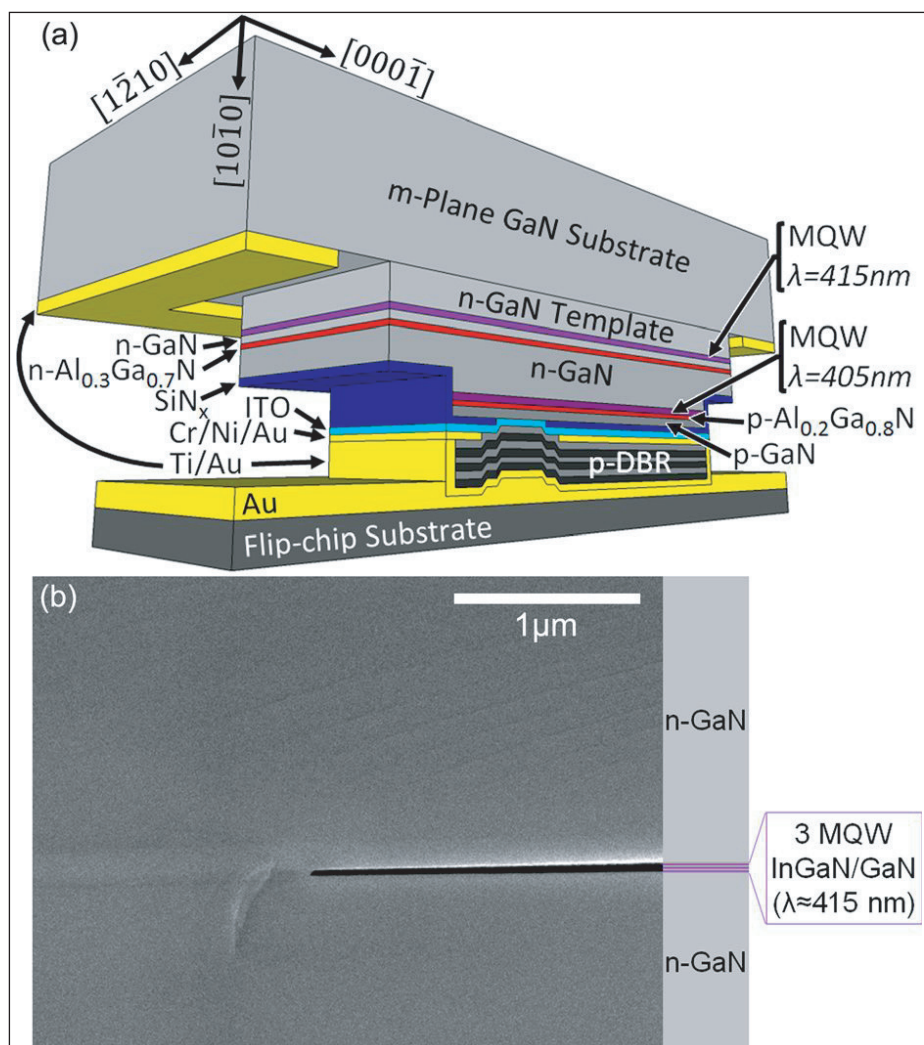 (a)
[12̄10]
[0001̄]
[101̄0]
m-Plane GaN Substrate
MQW
λ=415nm
n-GaN Template
MQW
λ=405nm
n-GaN
n-Al₀.₃Ga₀.₇N
SiNₓ
ITO
Cr/Ni/Au
Ti/Au
n-GaN
p-Al₀.₂Ga₀.₈N
p-GaN
p-DBR
Au
Flip-chip Substrate
(b)
1μm
n-GaN
3 MQW
InGaN/GaN
(λ≈415 nm)
n-GaN